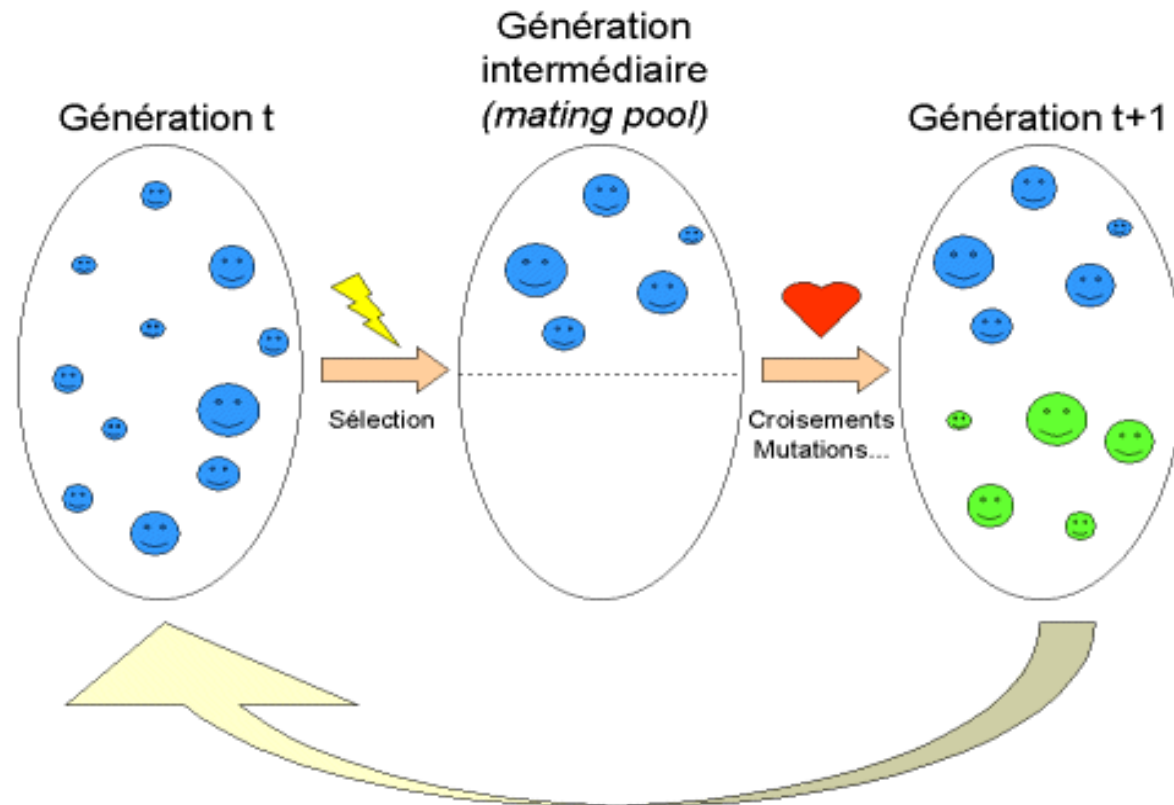 Génération t
Génération
intermédiaire
(mating pool)
Génération t+1
Sélection
Croisements
Mutations...